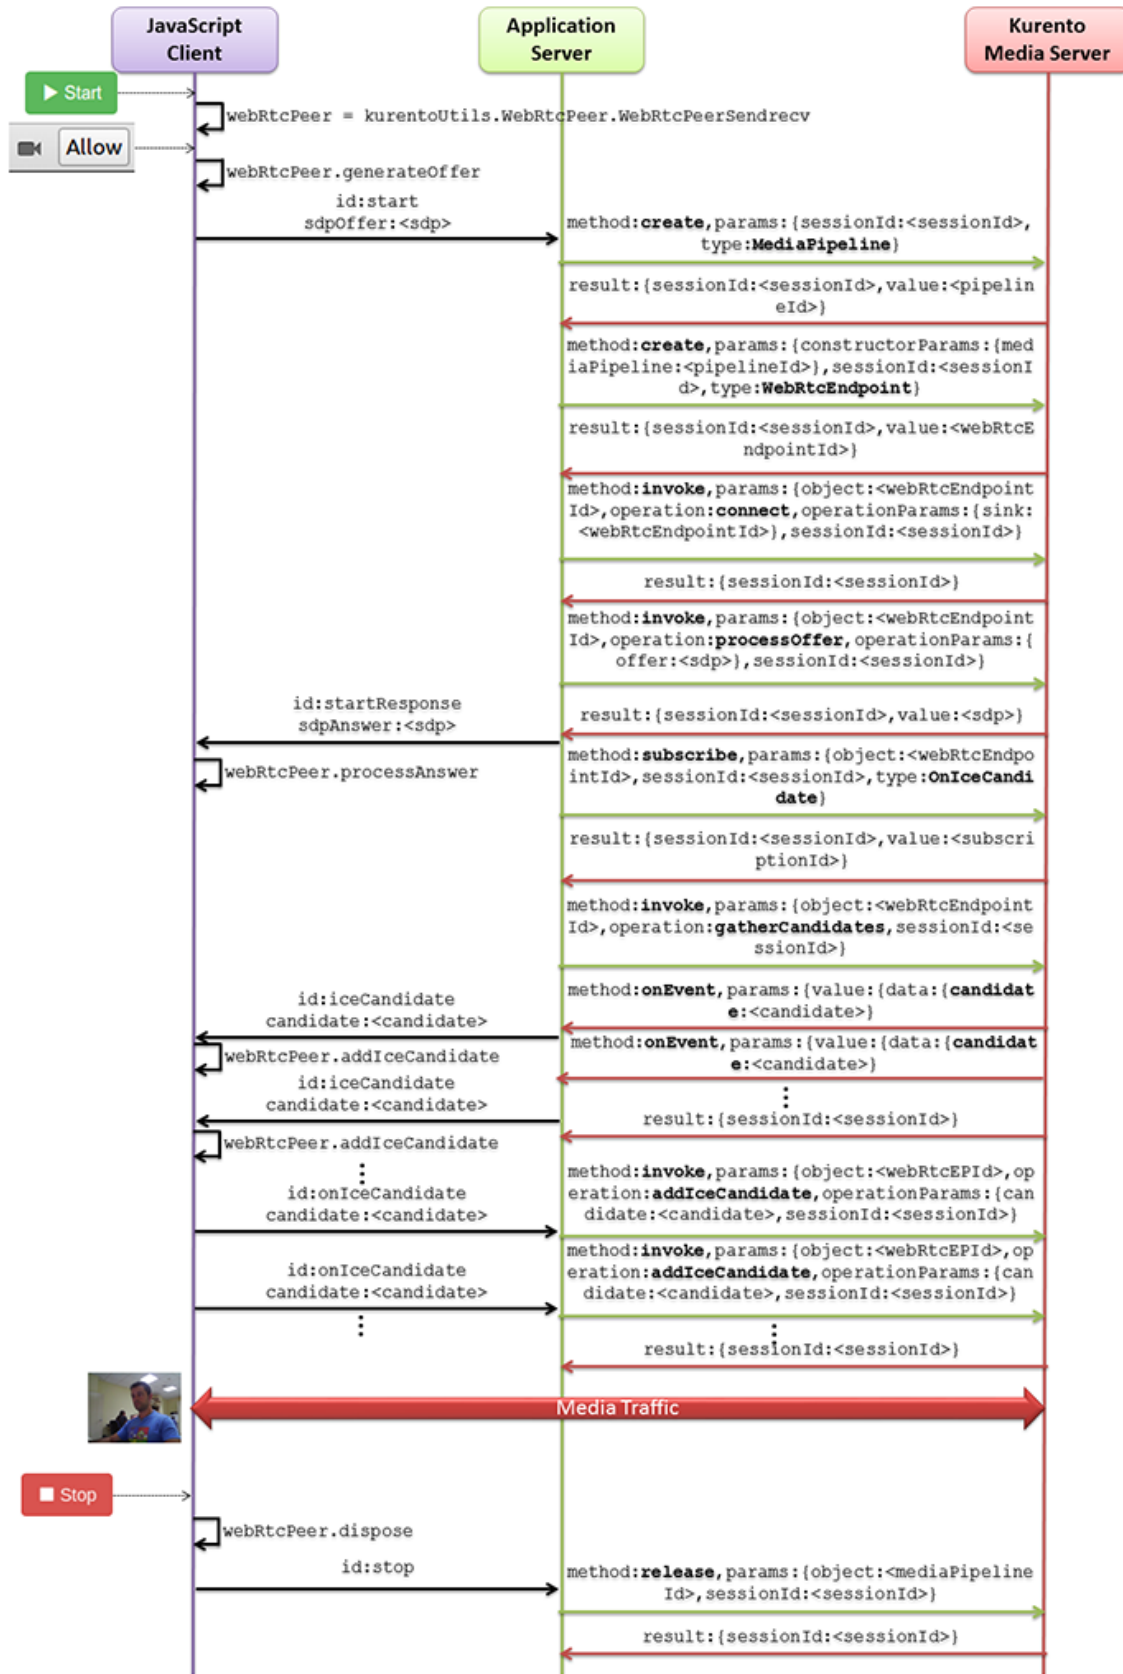 JavaScript
Client
Application
Server
Kurento
Media Server
Start
webRtcPeer = kurentoUtils.WebRtcPeer.WebRtcPeerSendrecv
Allow
webRtcPeer.generateOffer
id:start
sdpOffer:<sdp>
method:create,params:{sessionId:<sessionId>,
type:MediaPipeline}
result:{sessionId:<sessionId>,value:<pipelin
eId>}
method:create,params:{constructorParams:{med
iaPipeline:<pipelineId>},sessionId:<sessionI
d>,type:WebRtcEndpoint}
result:{sessionId:<sessionId>,value:<webRtcE
ndpointId>}
method:invoke,params:{object:<webRtcEndpoint
Id>,operation:connect,operationParams:{sink:
<webRtcEndpointId>},sessionId:<sessionId>}
result:{sessionId:<sessionId>}
method:invoke,params:{object:<webRtcEndpoint
Id>,operation:processOffer,operationParams:{
offer:<sdp>},sessionId:<sessionId>}
id:startResponse
sdpAnswer:<sdp>
result:{sessionId:<sessionId>,value:<sdp>}
webRtcPeer.processAnswer
method:subscribe,params:{object:<webRtcEndpo
intId>,sessionId:<sessionId>,type:OnIceCandi
date}
result:{sessionId:<sessionId>,value:<subscri
ptionId>}
method:invoke,params:{object:<webRtcEndpoint
Id>,operation:gatherCandidates,sessionId:<se
ssionId>}
id:iceCandidate
candidate:<candidate>
method:onEvent,params:{value:{data:{candidat
e:<candidate>}
webRtcPeer.addIceCandidate
method:onEvent,params:{value:{data:{candidat
e:<candidate>}
id:iceCandidate
candidate:<candidate>
result:{sessionId:<sessionId>}
webRtcPeer.addIceCandidate
id:onIceCandidate
candidate:<candidate>
method:invoke,params:{object:<webRtcEPId>,op
eration:addIceCandidate,operationParams:{can
didate:<candidate>,sessionId:<sessionId>}
id:onIceCandidate
candidate:<candidate>
method:invoke,params:{object:<webRtcEPId>,op
eration:addIceCandidate,operationParams:{can
didate:<candidate>,sessionId:<sessionId>}
result:{sessionId:<sessionId>}
Media Traffic
Stop
webRtcPeer.dispose
id:stop
method:release,params:{object:<mediaPipeline
Id>,sessionId:<sessionId>}
result:{sessionId:<sessionId>}